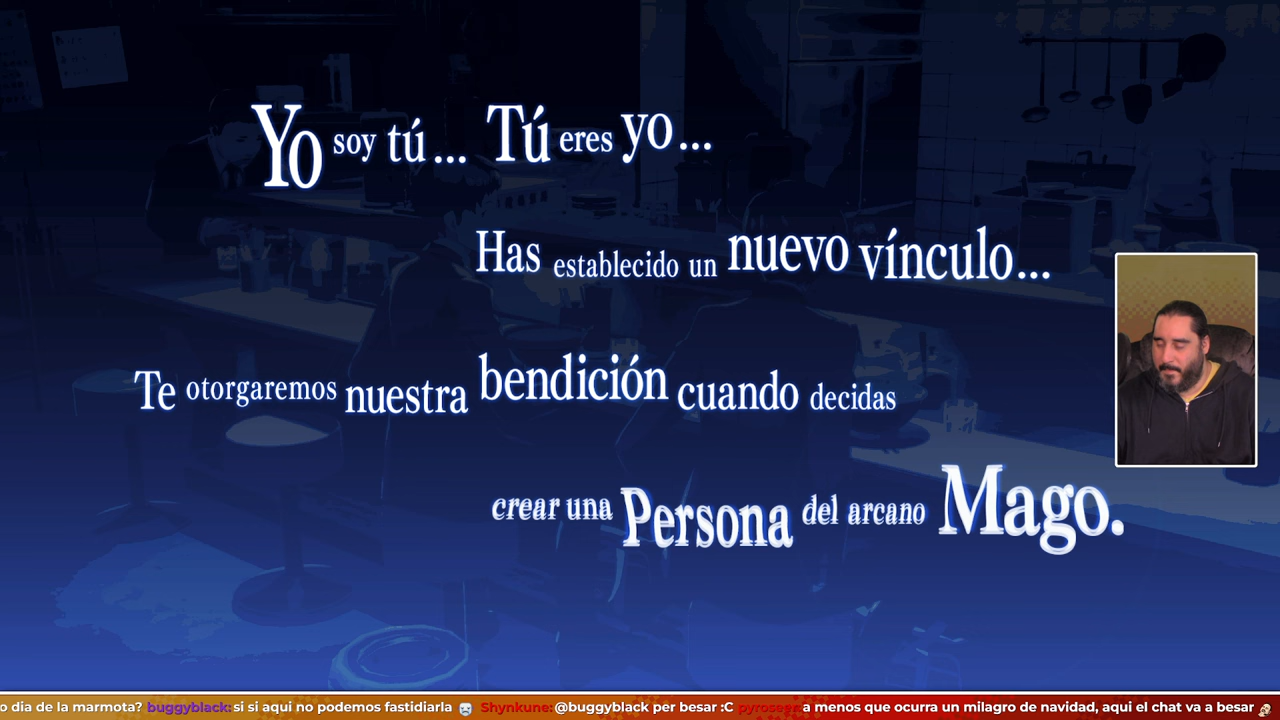 Yo soy tú... Tú eres yo...
Has establecido un nuevo vínculo...
Te otorgaremos nuestra bendición cuando decidas
crear una Persona del arcano Mago.
o dia de la marmota? buggyblack: si si aqui no podemos fastidiarla Shynkune: @buggyblack per besar :C a menos que ocurra un milagro de navidad, aqui el chat va a besar